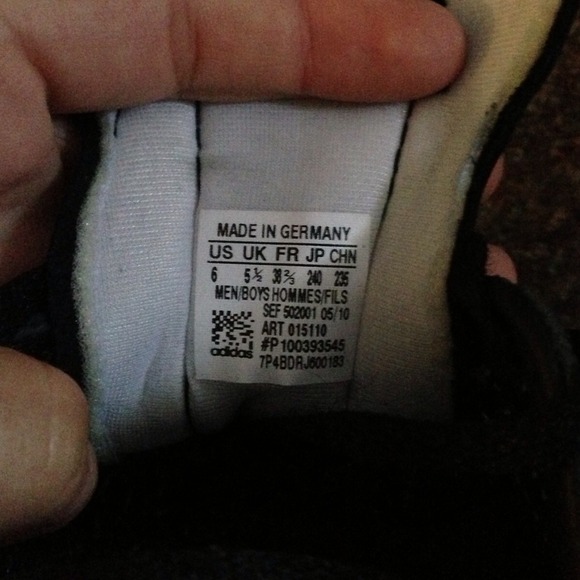 MADE IN GERMANY
US UK FR JP CHN
6 5½ 38⅔ 240 235
MEN/BOYS HOMMES/FILS
SEF 502001 05/10
ART 015110
#P100393545
adidas 7P4BDRJ600183